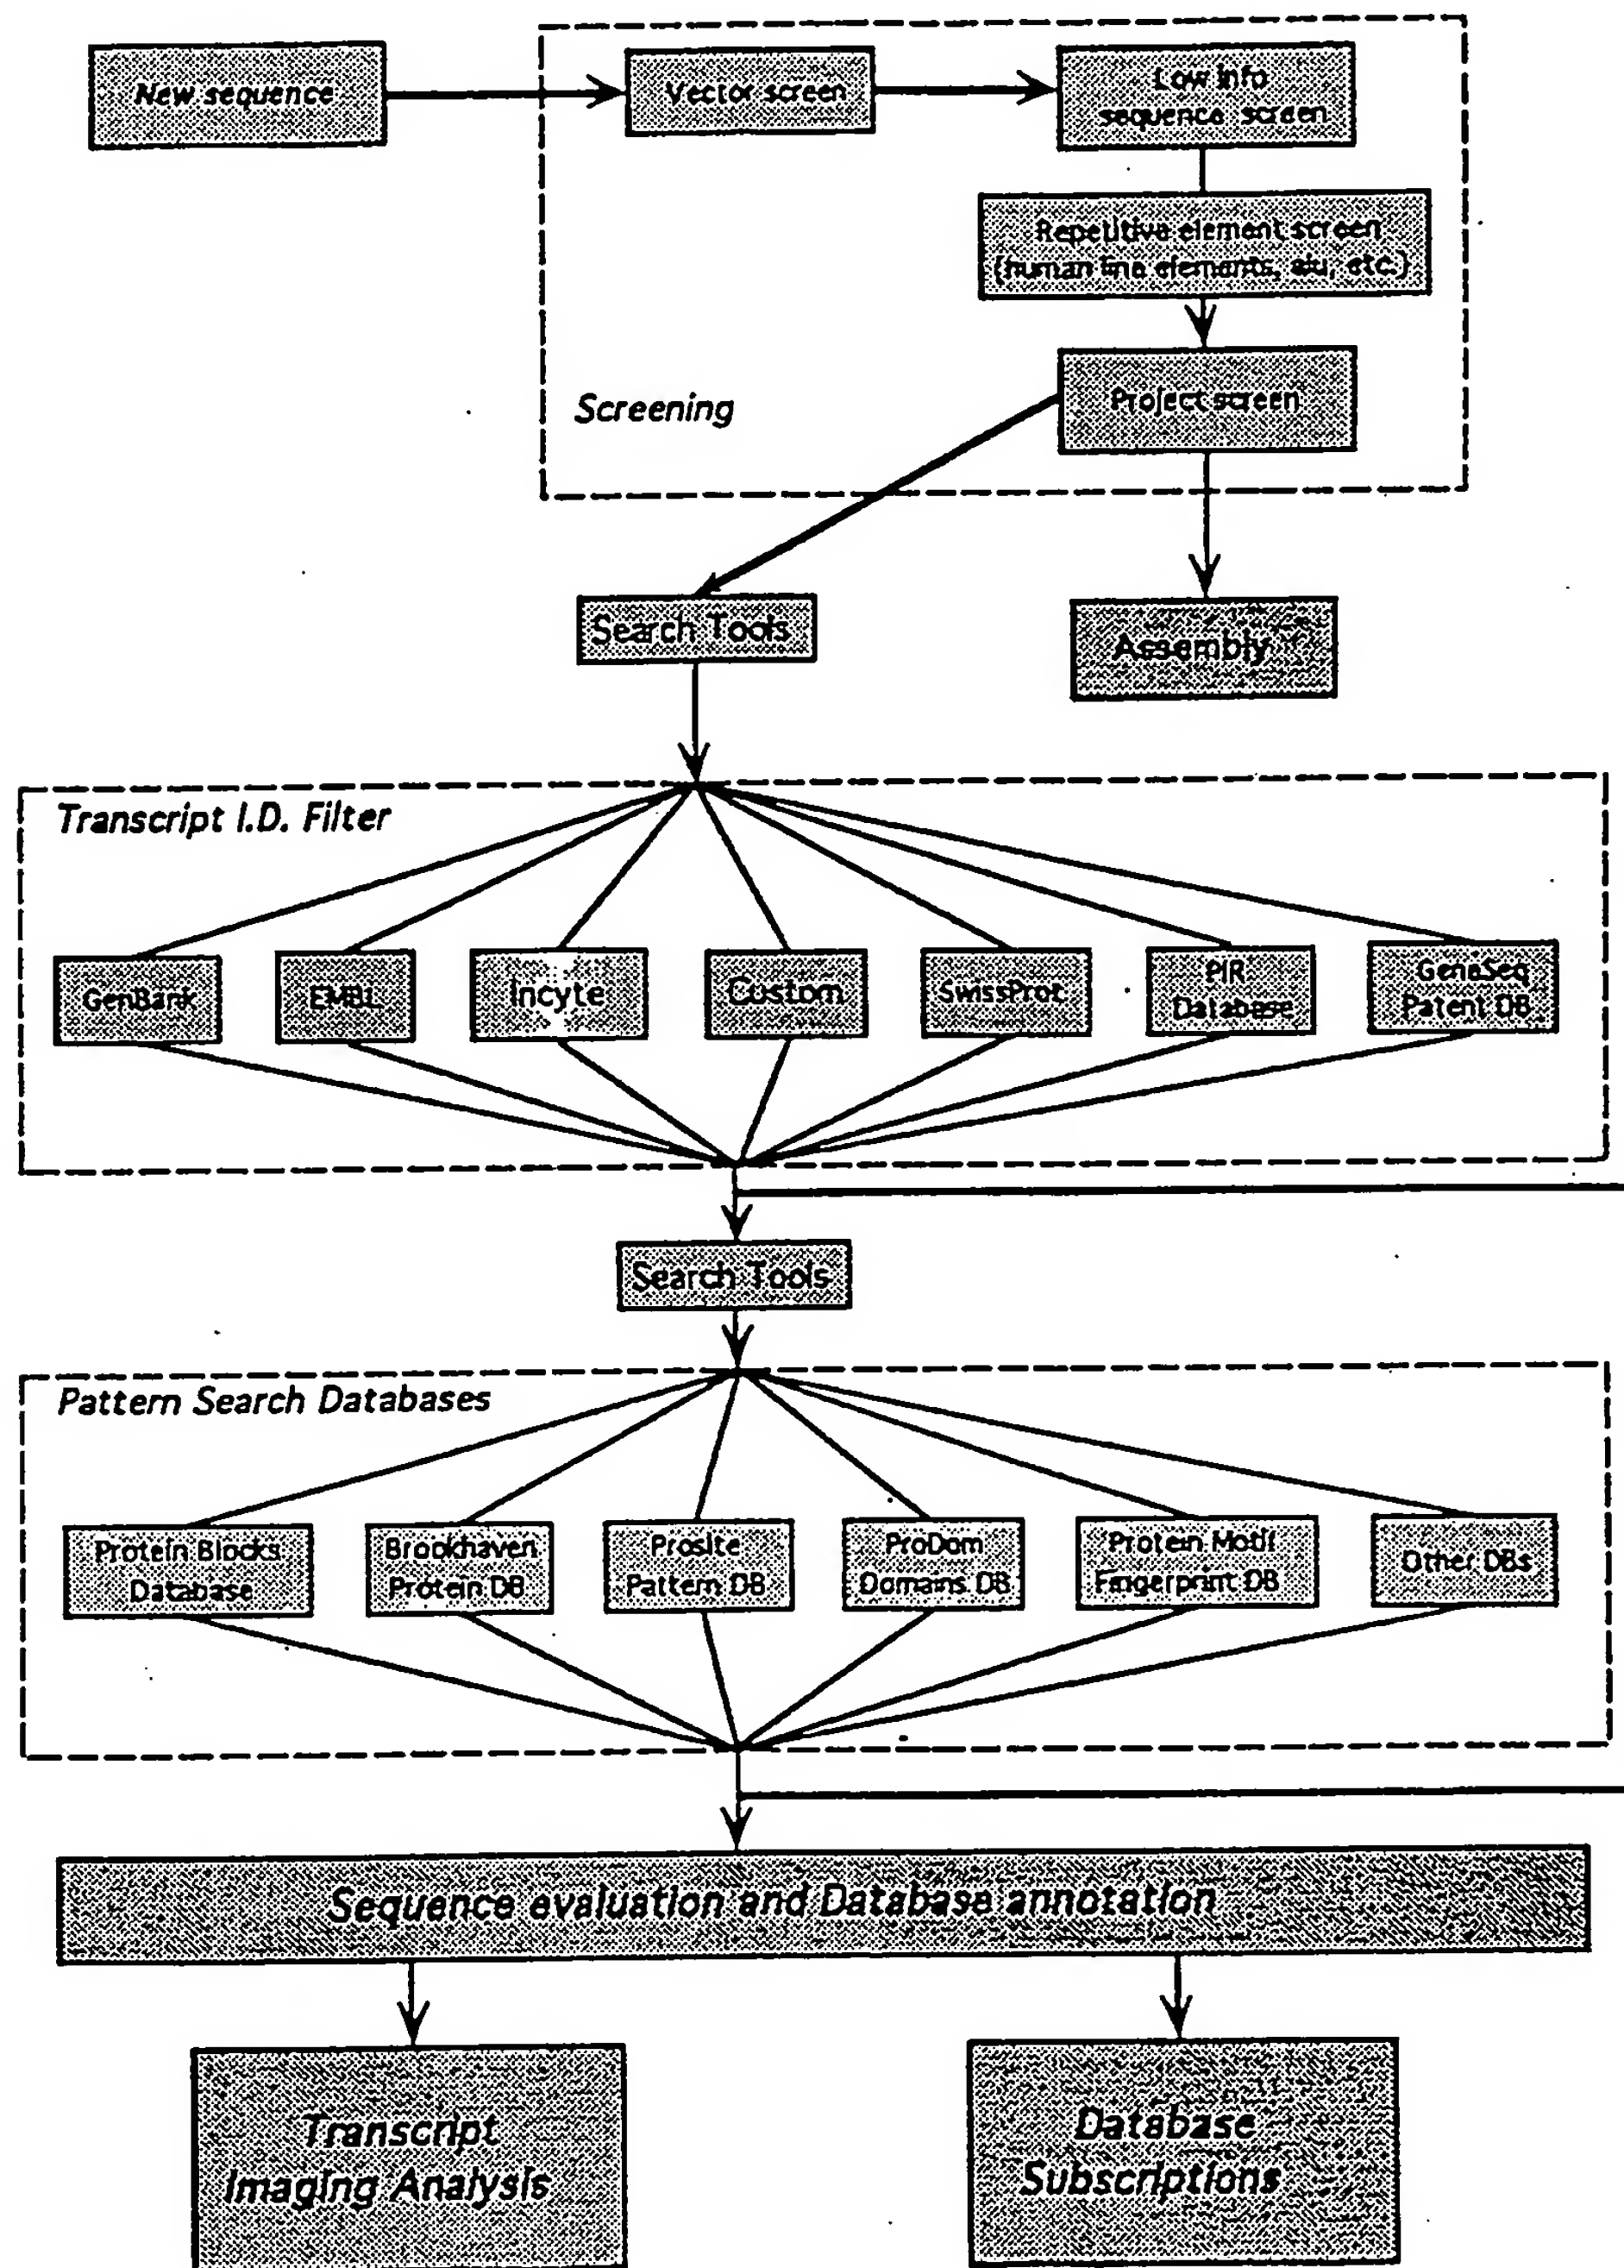 New sequence
Vector screen
Low info
sequence screen
Repetitive element screen
(human line elements, alu, etc.)
Project screen
Screening
Search Tools
Assembly
Transcript I.D. Filter
GenBank
EMBL
Incyte
Custom
SwissProt
PIR
Database
GeneSeq
Patent DB
Search Tools
Pattern Search Databases
Protein Blocks
Database
Brookhaven
Protein DB
Prosite
Pattern DB
ProDom
Domains DB
Protein Motif
Fingerprint DB
Other DBs
Sequence evaluation and Database annotation
Transcript
Imaging Analysis
Database
Subscriptions